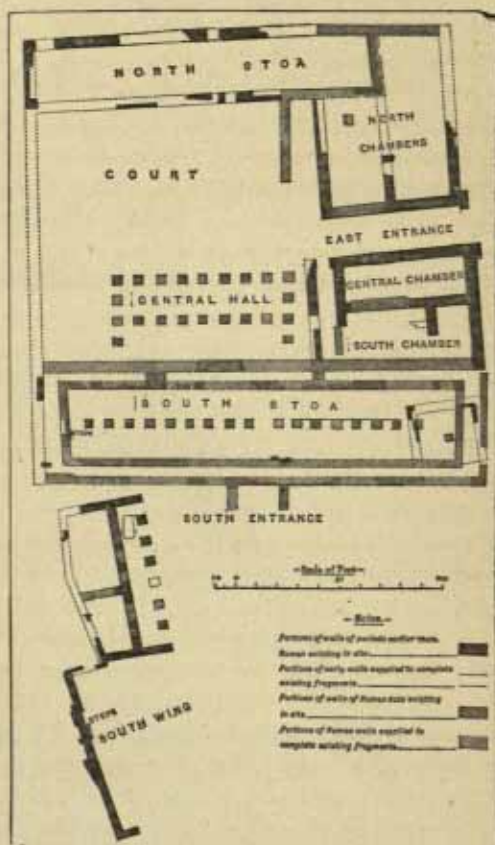 NORTH STOA
NORTH
CHAMBERS
COURT
EAST ENTRANCE
CENTRAL CHAMBER
CENTRAL HALL
SOUTH CHAMBER
SOUTH STOA
SOUTH ENTRANCE
Scale of Feet
Notes.
Portions of walls of periods earlier than
Roman existing in situ
Portions of early walls supplied to complete
existing fragments
Portions of walls of Roman date existing
in situ
Portions of Roman walls supplied to
complete existing fragments
STEPS
SOUTH WING